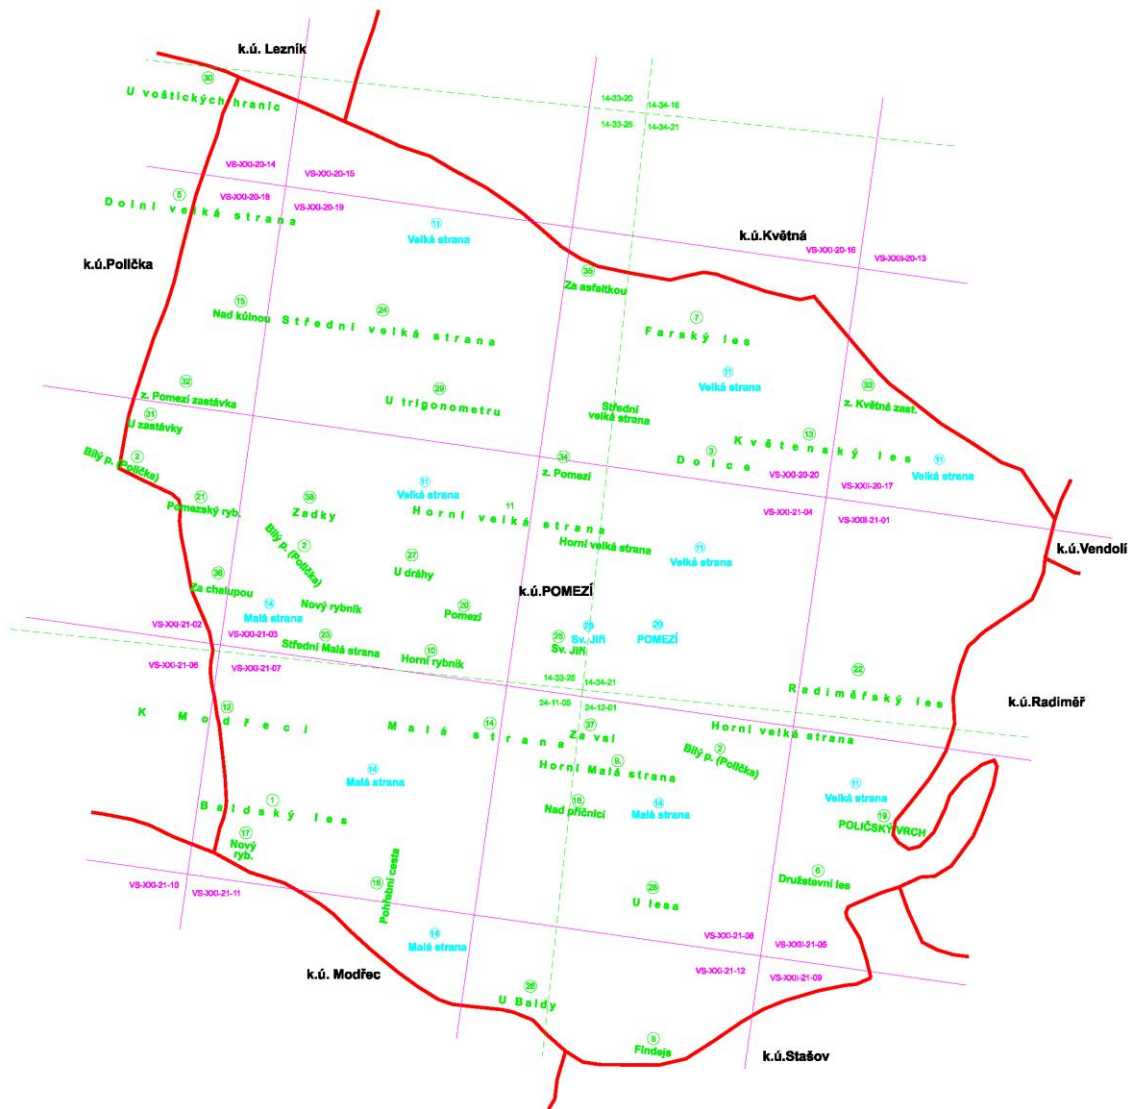 k.ú. Lezník
30
U voštických hranic
14-33-20
14-34-16
14-33-25
14-34-21
VS-XXI-20-14
VS-XXI-20-15
VS-XXI-20-18
VS-XXI-20-19
5
Dolní velká strana
11
Velká strana
k.ú.Květná
VS-XXI-20-16
VS-XXII-20-13
k.ú.Polička
35
Za asfaltkou
15
Nad kůlnou
24
Střední velká strana
7
Farský les
11
Velká strana
32
z. Pomezí zastávka
29
U trigonometru
Střední
velká strana
33
z. Květná zast.
31
U zastávky
13
Květenský les
3
Dolce
2
Bílý p. (Polička)
34
z. Pomezí
VS-XXI-20-20
VS-XXII-20-17
11
Velká strana
11
Velká strana
21
Pomezský ryb.
38
Zadky
11
Horní velká strana
VS-XXI-21-04
VS-XXII-21-01
Horní velká strana
11
Velká strana
k.ú.Vendolí
2
Bílý p. (Polička)
27
U dráhy
36
Za chalupou
k.ú.POMEZÍ
14
Malá strana
Nový rybník
20
Pomezí
VS-XXI-21-02
VS-XXI-21-03
23
Střední Malá strana
10
Horní rybník
25
Sv. Jiří
Sv. Jiří
20
POMEZÍ
VS-XXI-21-06
VS-XXI-21-07
14-33-25
14-34-21
24-11-05
24-12-01
22
Radiměřský les
k.ú.Radiměř
12
K Modřeci
14
Malá strana
37
Za vsí
Horní velká strana
9.
Horní Malá strana
2
Bílý p. (Polička)
14
Malá strana
14
Malá strana
11
Velká strana
1
Baldský les
18.
Nad příčnicí
19.
POLIČSKÝ VRCH
17
Nový
ryb.
Pohřební cesta
6
Družstevní les
VS-XXI-21-10
VS-XXI-21-11
28
U lesa
14
Malá strana
VS-XXI-21-08
VS-XXII-21-05
k.ú. Modřec
VS-XXI-21-12
VS-XXII-21-09
26
U Baldy
8
Findejs
k.ú.Stašov